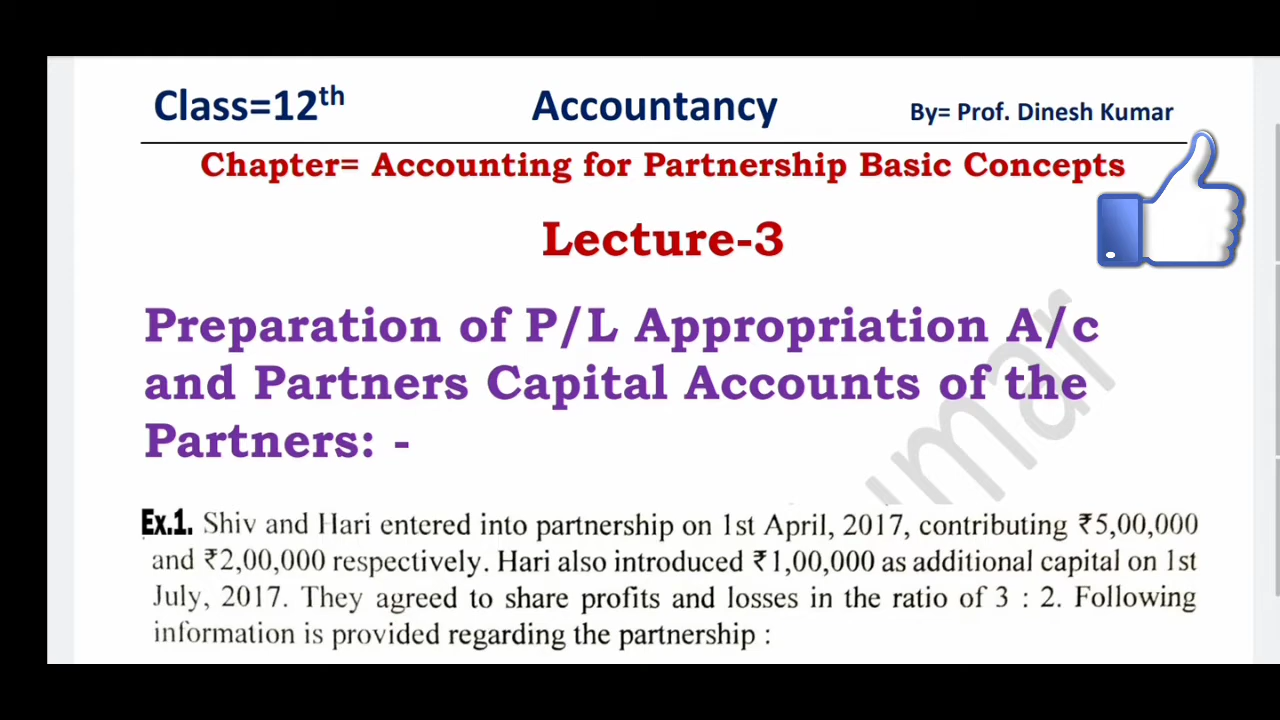 Class=12th Accountancy By= Prof. Dinesh Kumar
Chapter= Accounting for Partnership Basic Concepts
Lecture-3
Preparation of P/L Appropriation A/c
and Partners Capital Accounts of the
Partners: -
Ex.1. Shiv and Hari entered into partnership on 1st April, 2017, contributing ₹5,00,000
and ₹2,00,000 respectively. Hari also introduced ₹1,00,000 as additional capital on 1st
July, 2017. They agreed to share profits and losses in the ratio of 3 : 2. Following
information is provided regarding the partnership :